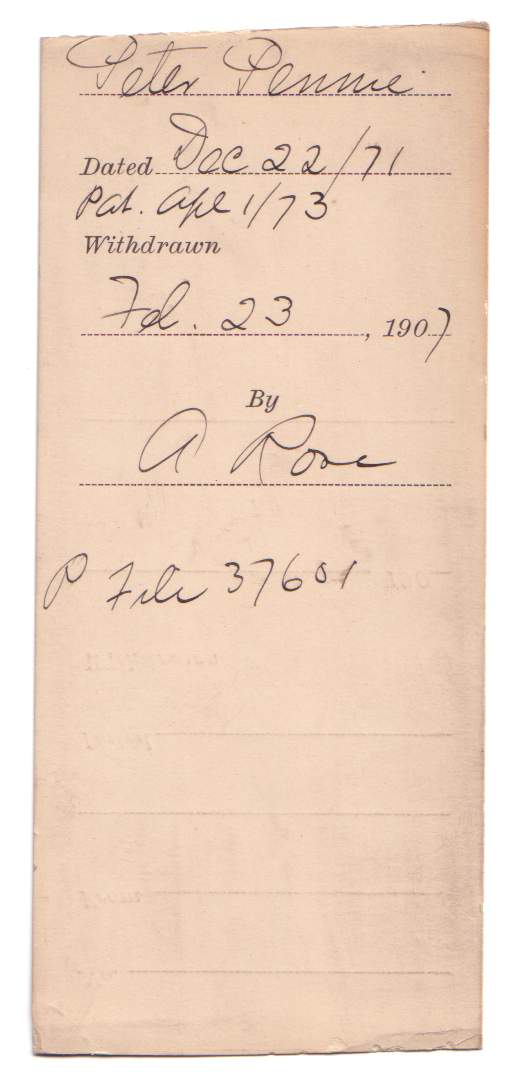 Peter Pennie
Dated Dec 22/71
Pat. Apl 1/73
Withdrawn
Feb. 23, 1907
By
A Rose
P File 37601